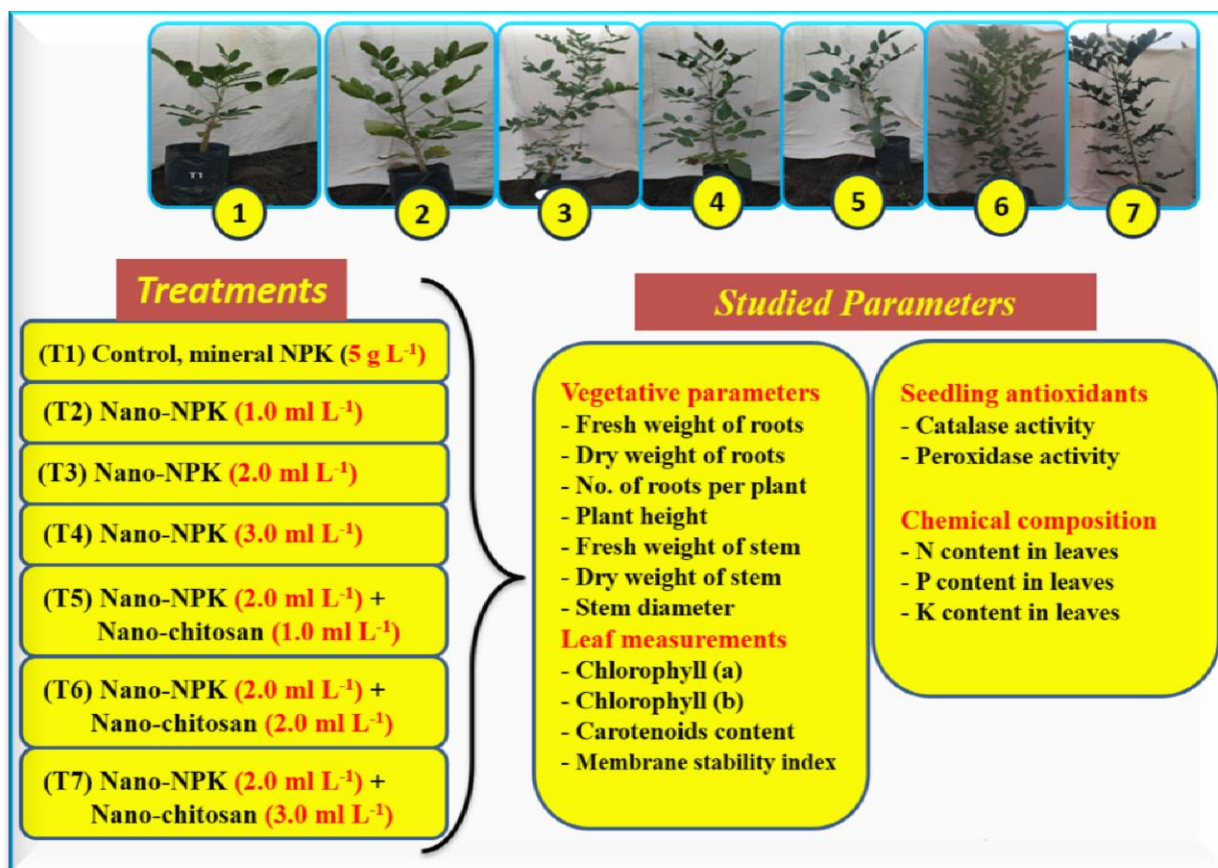 T1
1
2
3
4
5
6
7
Treatments
(T1) Control, mineral NPK (5 g L⁻¹)
(T2) Nano-NPK (1.0 ml L⁻¹)
(T3) Nano-NPK (2.0 ml L⁻¹)
(T4) Nano-NPK (3.0 ml L⁻¹)
(T5) Nano-NPK (2.0 ml L⁻¹) +
Nano-chitosan (1.0 ml L⁻¹)
(T6) Nano-NPK (2.0 ml L⁻¹) +
Nano-chitosan (2.0 ml L⁻¹)
(T7) Nano-NPK (2.0 ml L⁻¹) +
Nano-chitosan (3.0 ml L⁻¹)
Studied Parameters
Vegetative parameters
- Fresh weight of roots
- Dry weight of roots
- No. of roots per plant
- Plant height
- Fresh weight of stem
- Dry weight of stem
- Stem diameter
Leaf measurements
- Chlorophyll (a)
- Chlorophyll (b)
- Carotenoids content
- Membrane stability index
Seedling antioxidants
- Catalase activity
- Peroxidase activity
Chemical composition
- N content in leaves
- P content in leaves
- K content in leaves